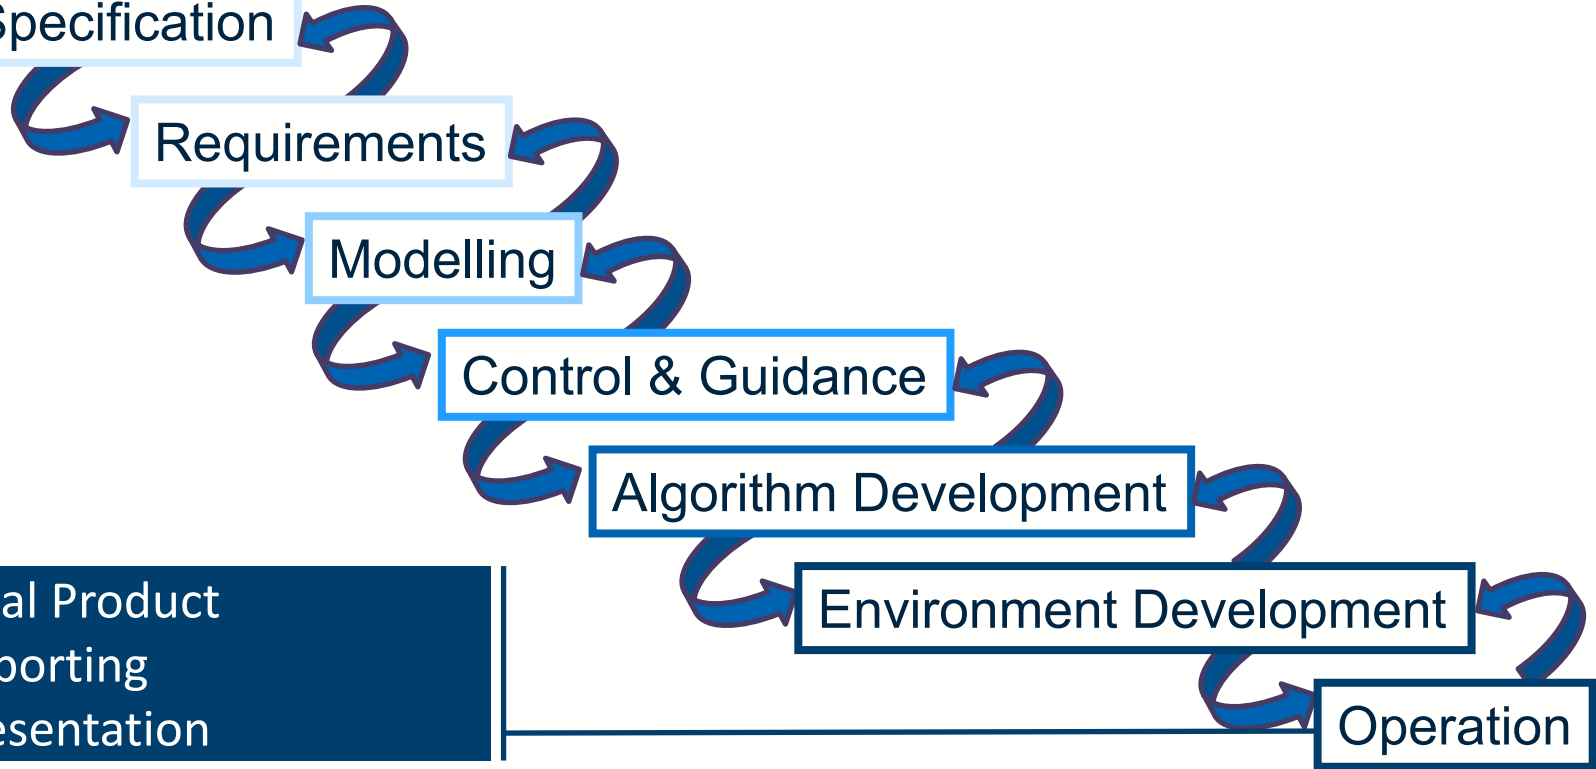 Specification
Requirements
Modelling
Control & Guidance
Algorithm Development
Environment Development
Operation
al Product
porting
esentation